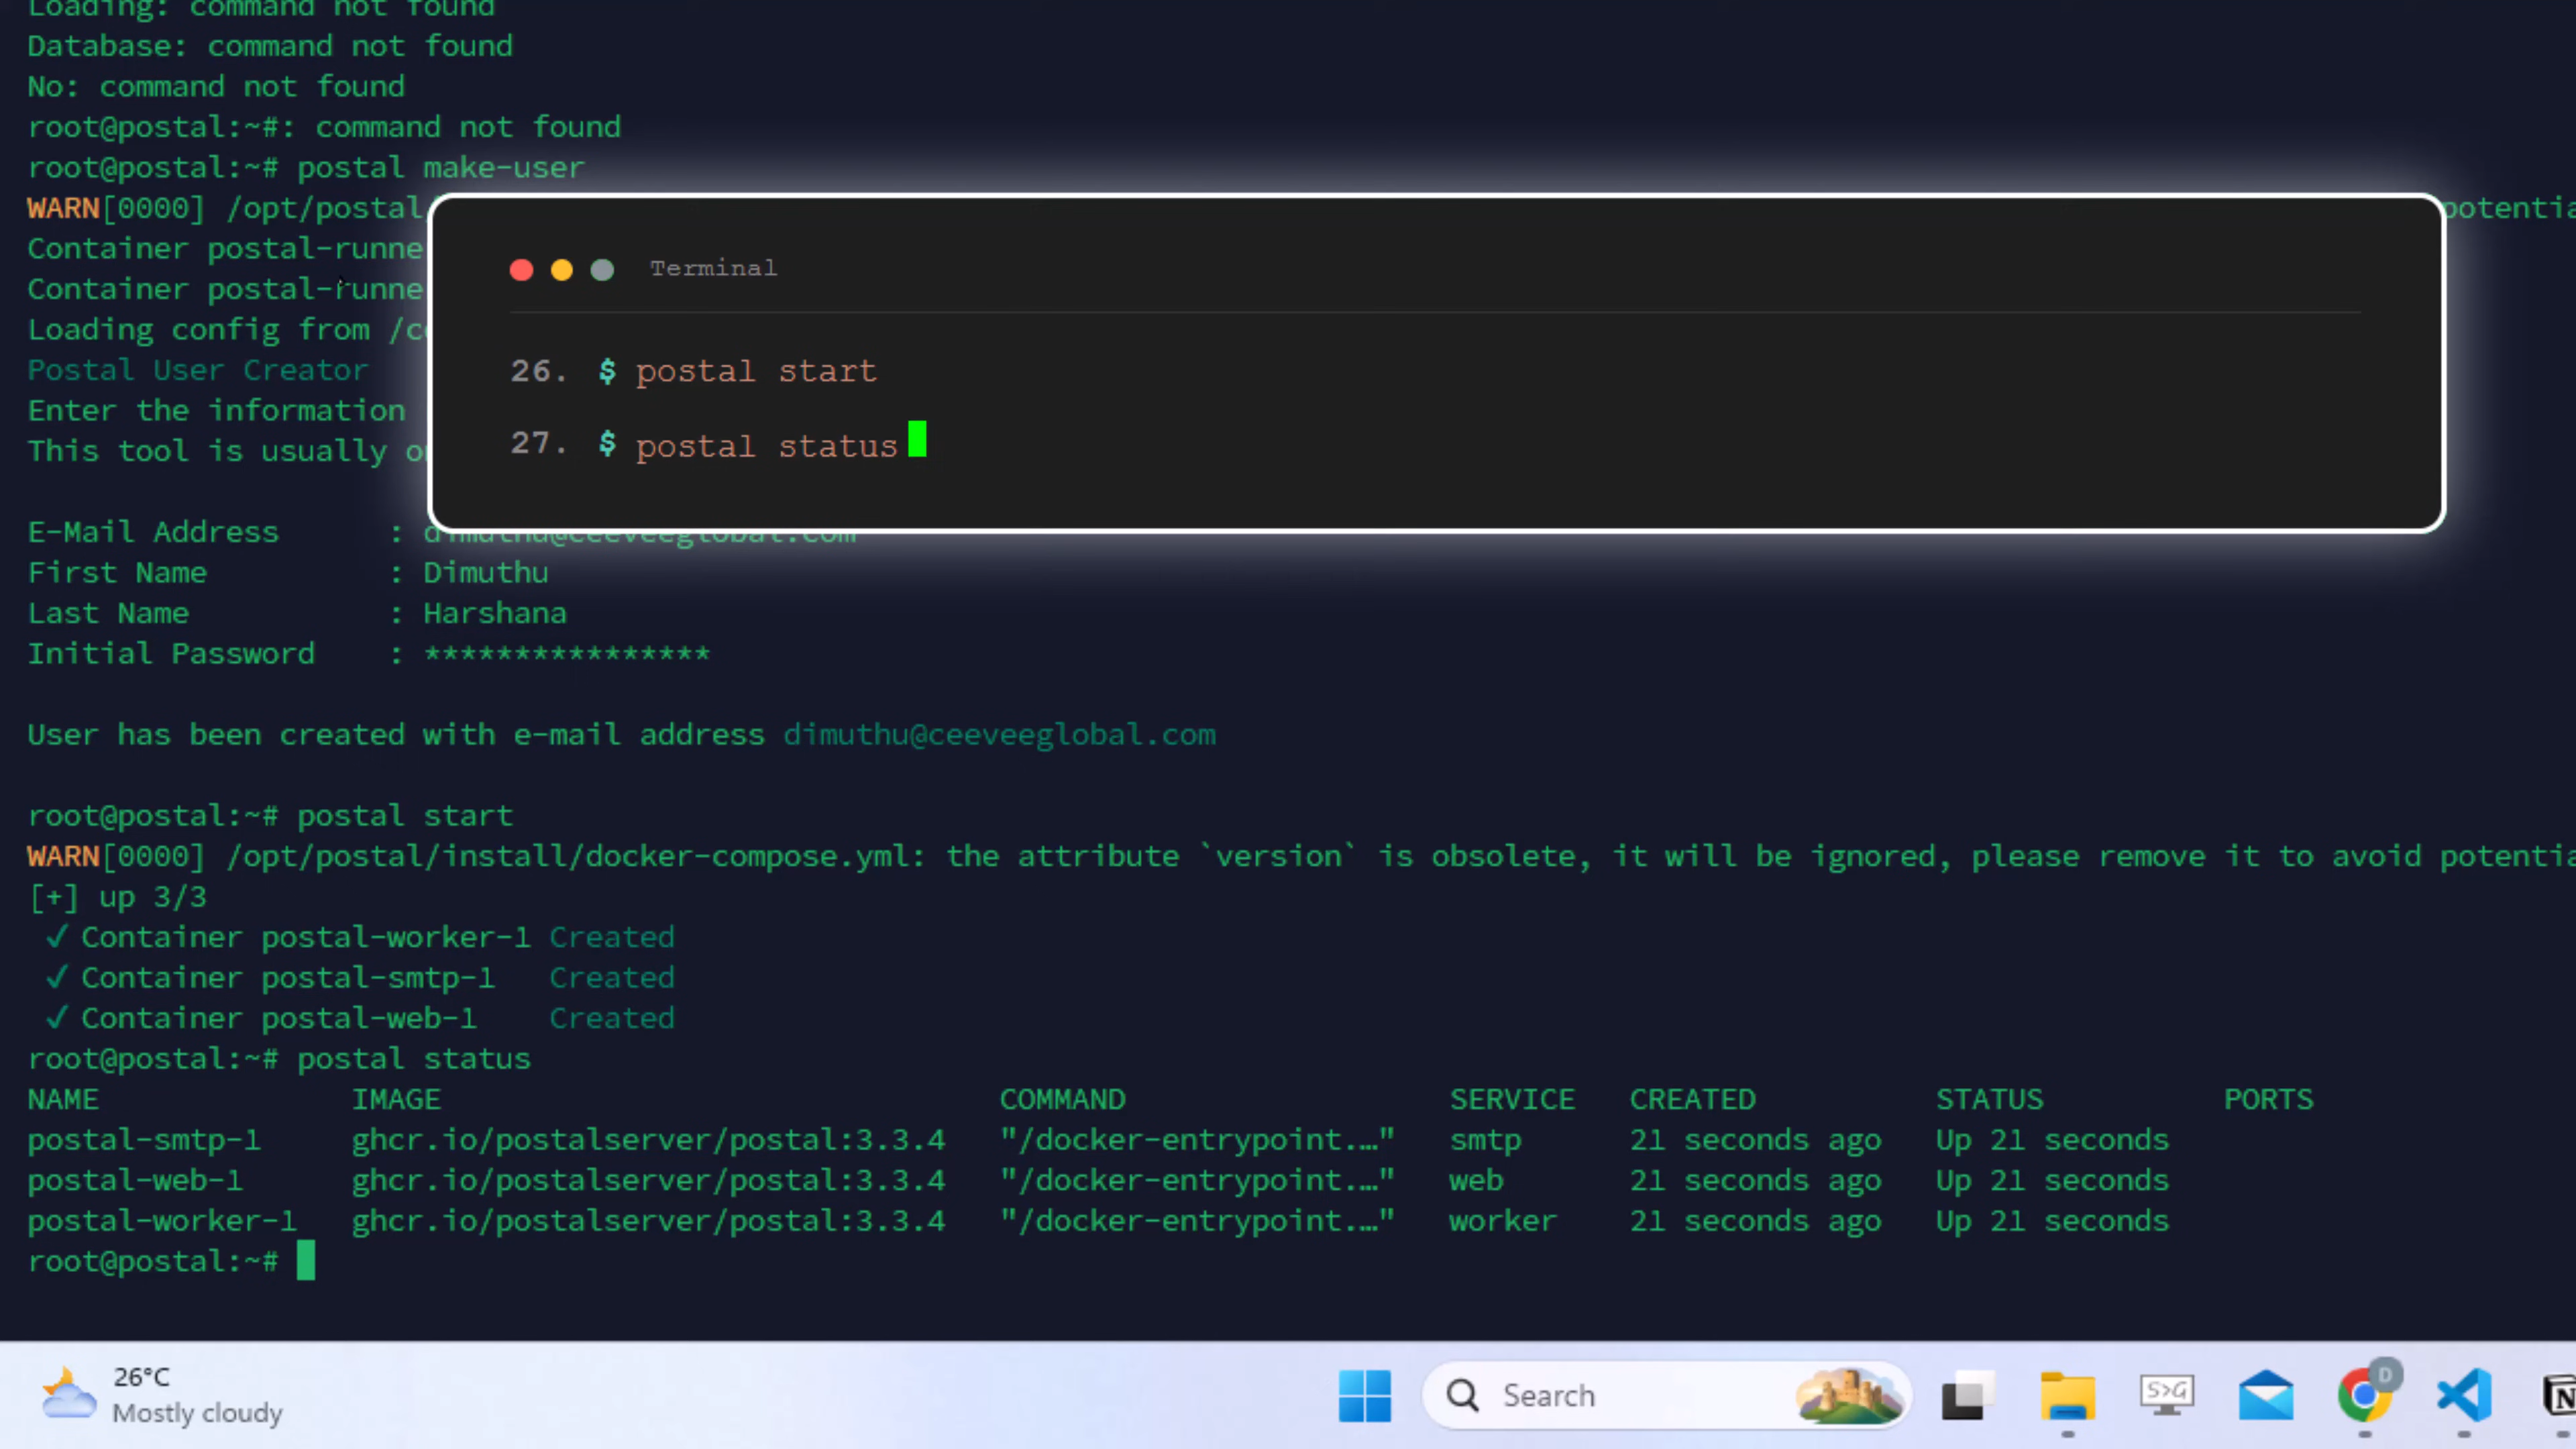 Loading: command not found
Database: command not found
No: command not found
root@postal:~#: command not found
root@postal:~# postal make-user
WARN[0000] /opt/postal
Container postal-runne
Container postal-runne
Loading config from
Postal User Creator
Enter the information
This tool is usually
Terminal
26. $ postal start
27. $ postal status
E-Mail Address : dimuthu@ceeveeglobal.com
First Name : Dimuthu
Last Name : Harshana
Initial Password : ****************
User has been created with e-mail address dimuthu@ceeveeglobal.com
root@postal:~# postal start
WARN[0000] /opt/postal/install/docker-compose.yml: the attribute `version` is obsolete, it will be ignored, please remove it to avoid potentia
[+] up 3/3
✓ Container postal-worker-1 Created
✓ Container postal-smtp-1 Created
✓ Container postal-web-1 Created
root@postal:~# postal status
NAME IMAGE COMMAND SERVICE CREATED STATUS PORTS
postal-smtp-1 ghcr.io/postalserver/postal:3.3.4 "/docker-entrypoint.…" smtp 21 seconds ago Up 21 seconds
postal-web-1 ghcr.io/postalserver/postal:3.3.4 "/docker-entrypoint.…" web 21 seconds ago Up 21 seconds
postal-worker-1 ghcr.io/postalserver/postal:3.3.4 "/docker-entrypoint.…" worker 21 seconds ago Up 21 seconds
root@postal:~#
26°C
Mostly cloudy
Search
D